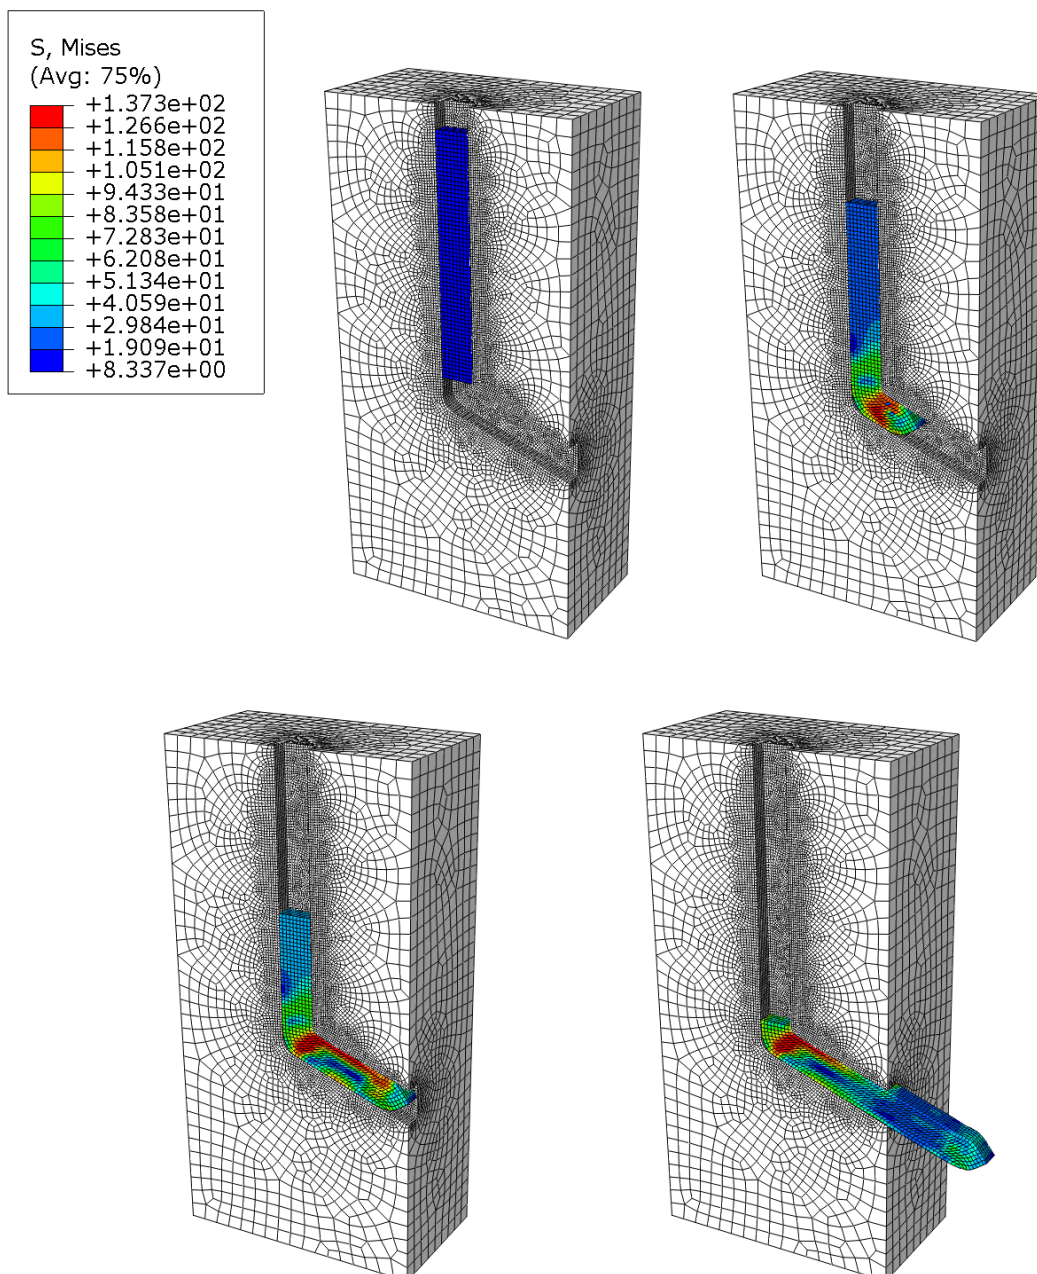 S, Mises
(Avg: 75%)
+1.373e+02
+1.266e+02
+1.158e+02
+1.051e+02
+9.433e+01
+8.358e+01
+7.283e+01
+6.208e+01
+5.134e+01
+4.059e+01
+2.984e+01
+1.909e+01
+8.337e+00